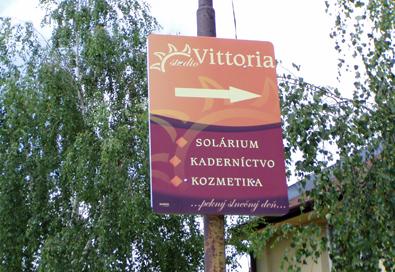 studio Vittoria
SOLÁRIUM
KADERNÍCTVO
KOZMETIKA
...pekný slnečný deň...